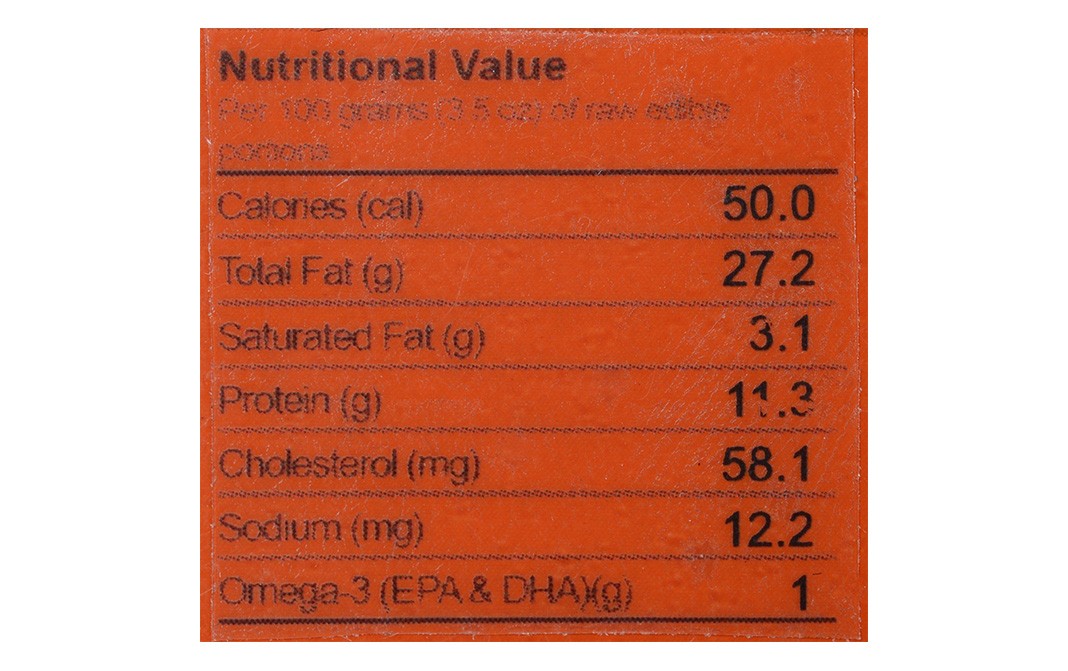 Nutritional Value
Per 100 grams (3.5 oz) of raw edible
portions
Calories (cal) 50.0
Total Fat (g) 27.2
Saturated Fat (g) 3.1
Protein (g) 11.3
Cholesterol (mg) 58.1
Sodium (mg) 12.2
Omega-3 (EPA & DHA)(g) 1